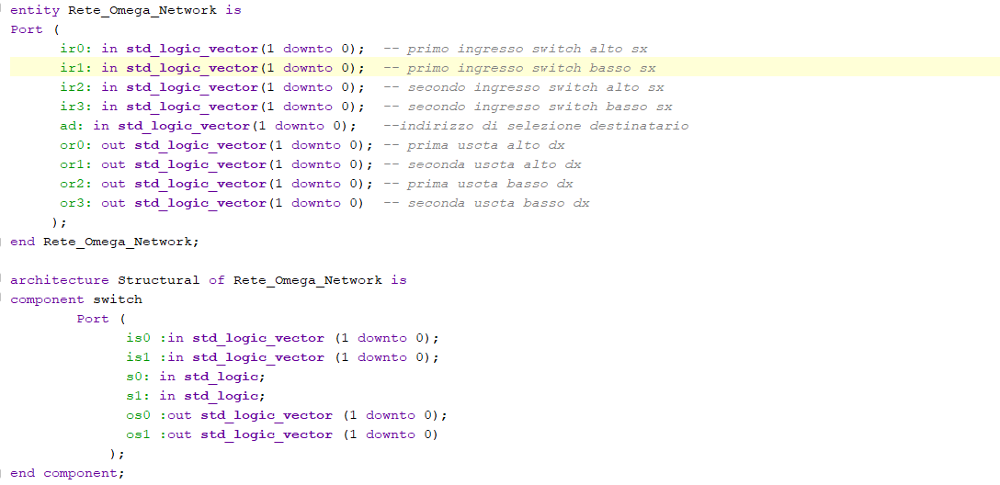 entity Rete_Omega_Network is
Port (
ir0: in std_logic_vector(1 downto 0); -- primo ingresso switch alto sx
ir1: in std_logic_vector(1 downto 0); -- primo ingresso switch basso sx
ir2: in std_logic_vector(1 downto 0); -- secondo ingresso switch alto sx
ir3: in std_logic_vector(1 downto 0); -- secondo ingresso switch basso sx
ad: in std_logic_vector(1 downto 0); --indirizzo di selezione destinatario
or0: out std_logic_vector(1 downto 0); -- prima uscta alto dx
or1: out std_logic_vector(1 downto 0); -- seconda uscta alto dx
or2: out std_logic_vector(1 downto 0); -- prima uscta basso dx
or3: out std_logic_vector(1 downto 0) -- seconda uscta basso dx
);
end Rete_Omega_Network;
architecture Structural of Rete_Omega_Network is
component switch
Port (
is0 :in std_logic_vector (1 downto 0);
is1 :in std_logic_vector (1 downto 0);
s0: in std_logic;
s1: in std_logic;
os0 :out std_logic_vector (1 downto 0);
os1 :out std_logic_vector (1 downto 0)
);
end component;